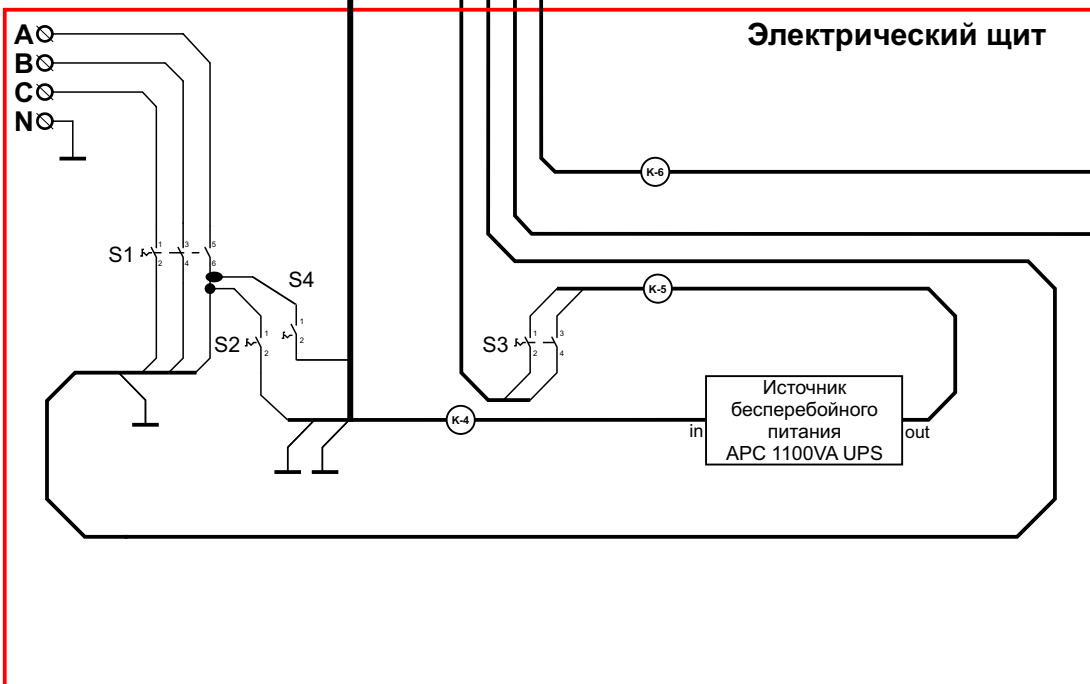 Электрический щит
A
B
C
N
K-6
S1
1
3
5
2
4
6
S4
1
2
S2
1
2
K-5
S3
1
3
2
4
K-4
in
Источник
бесперебойного
питания
APC 1100VA UPS
out